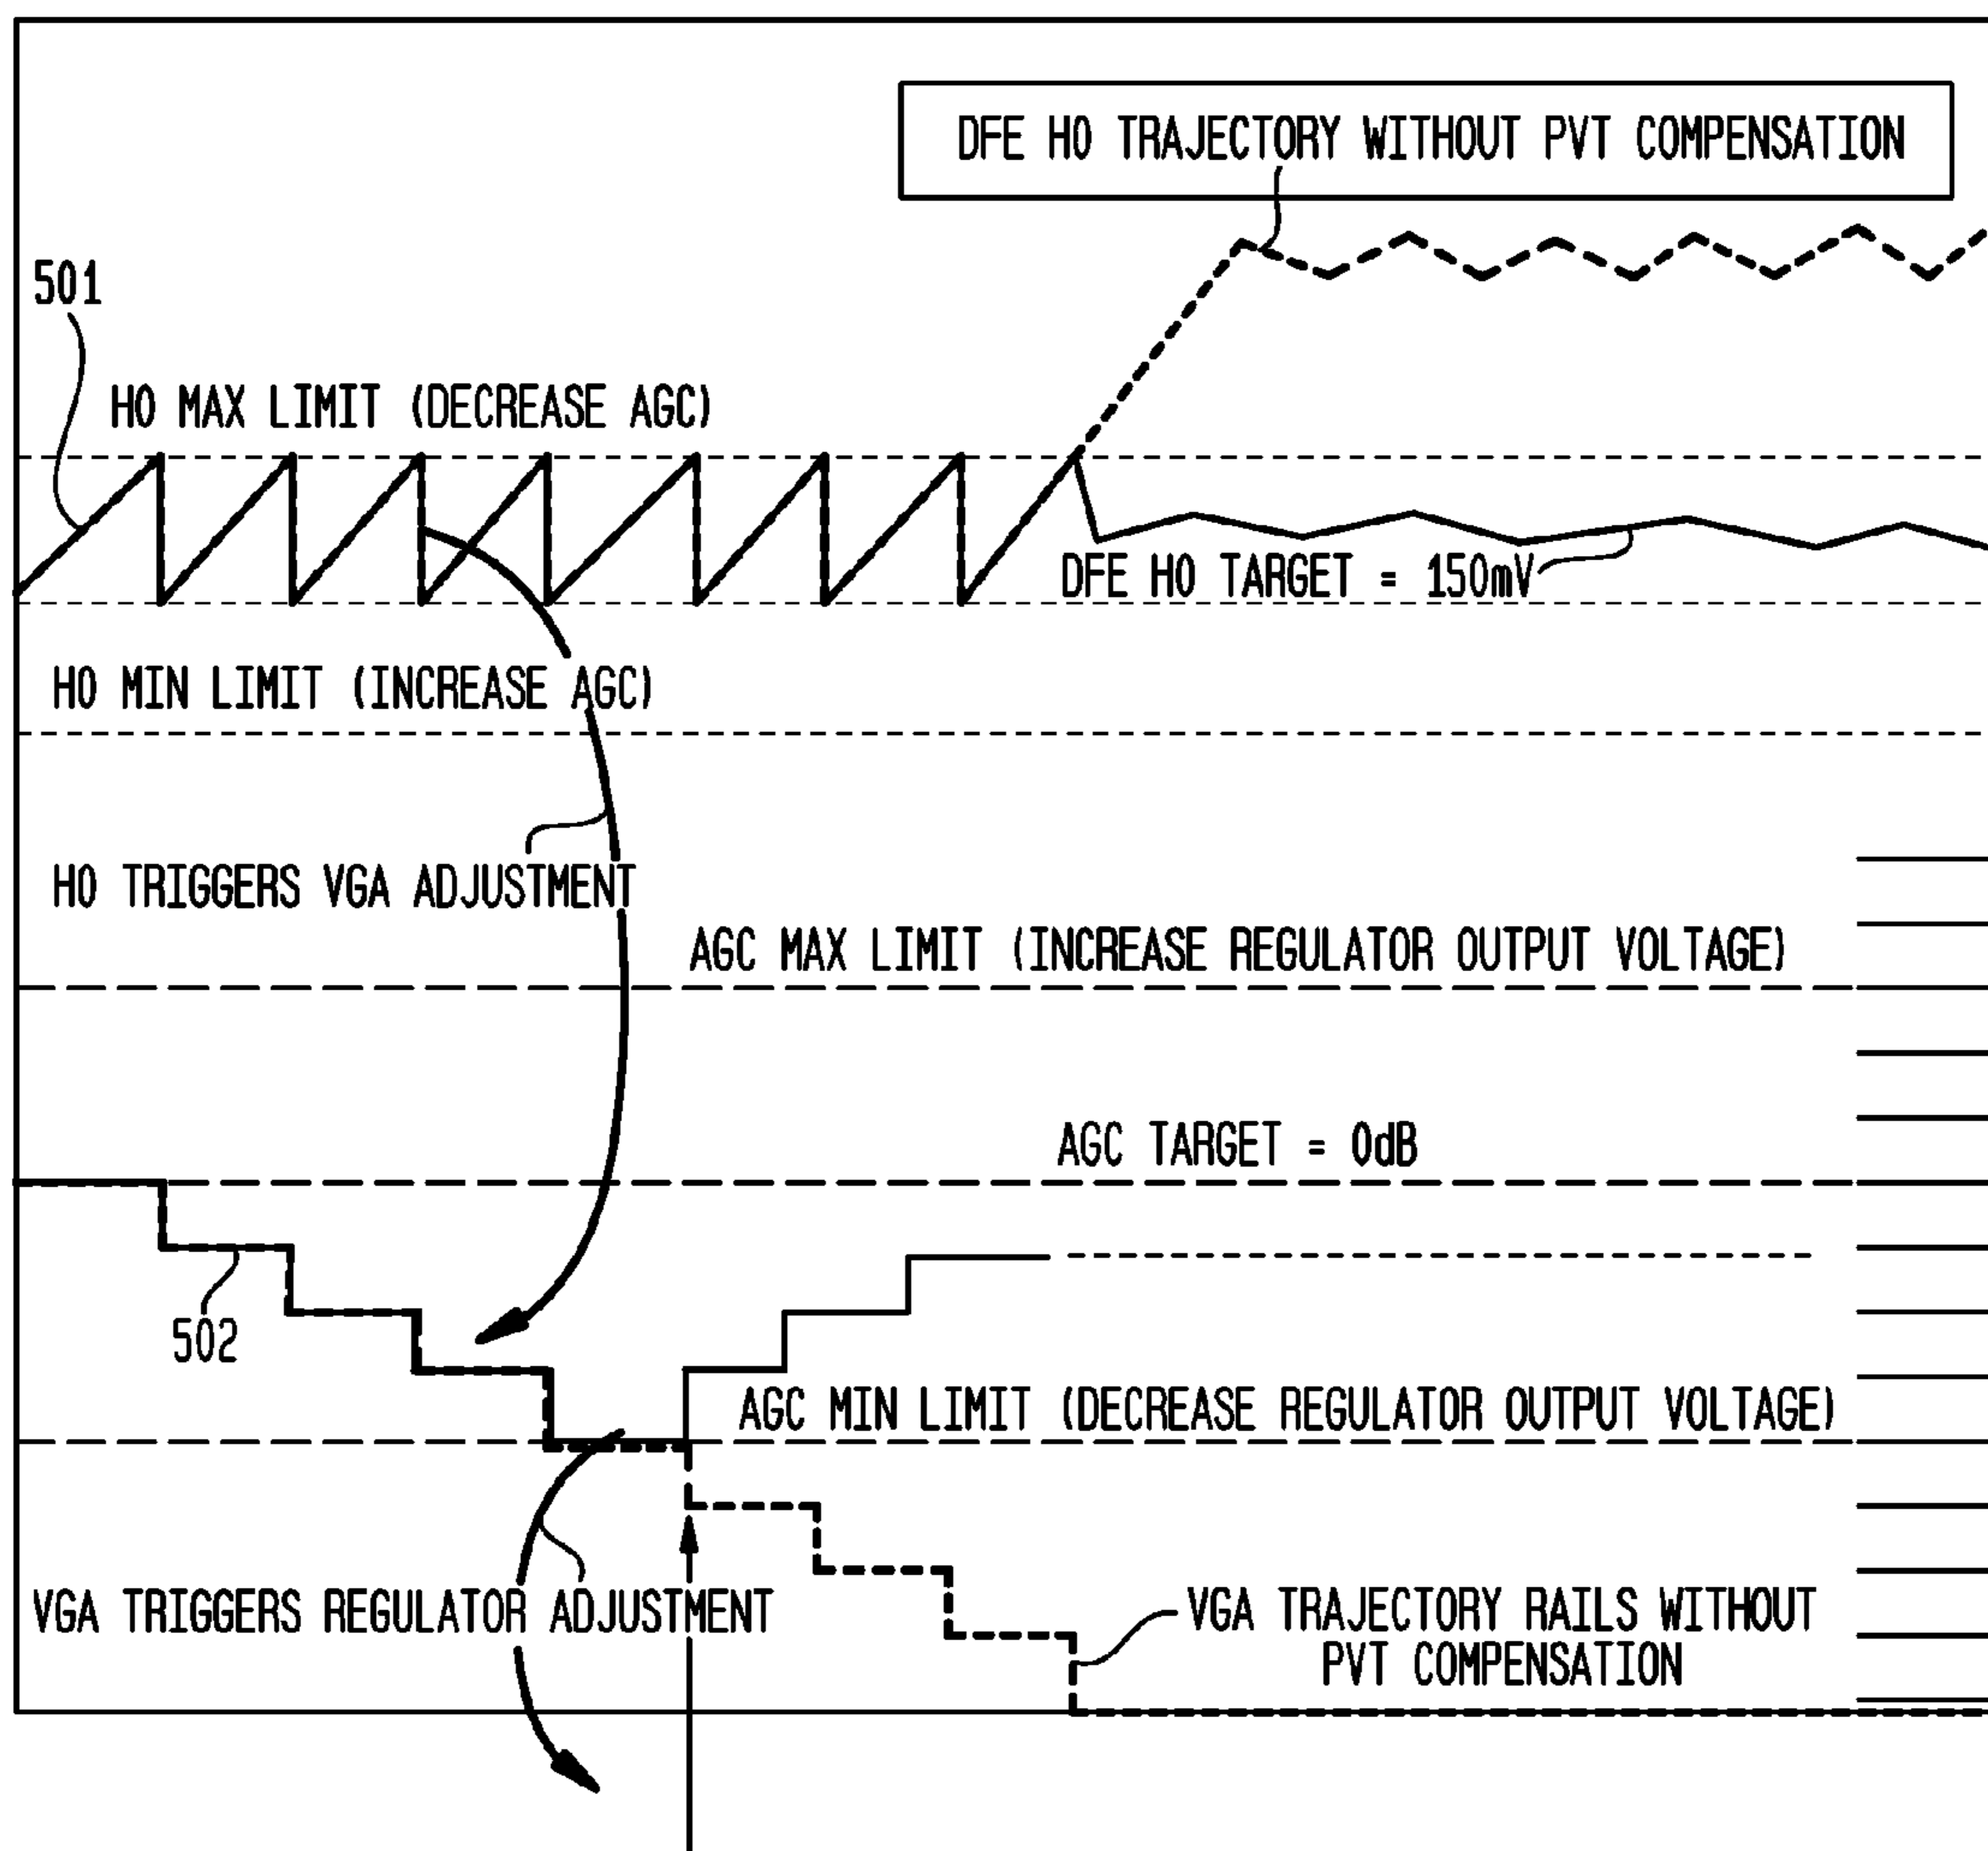 DFE H0 TRAJECTORY WITHOUT PVT COMPENSATION
501
H0 MAX LIMIT (DECREASE AGC)
DFE H0 TARGET = 150mV
H0 MIN LIMIT (INCREASE AGC)
H0 TRIGGERS VGA ADJUSTMENT
AGC MAX LIMIT (INCREASE REGULATOR OUTPUT VOLTAGE)
AGC TARGET = 0dB
502
AGC MIN LIMIT (DECREASE REGULATOR OUTPUT VOLTAGE)
VGA TRIGGERS REGULATOR ADJUSTMENT
VGA TRAJECTORY RAILS WITHOUT
PVT COMPENSATION